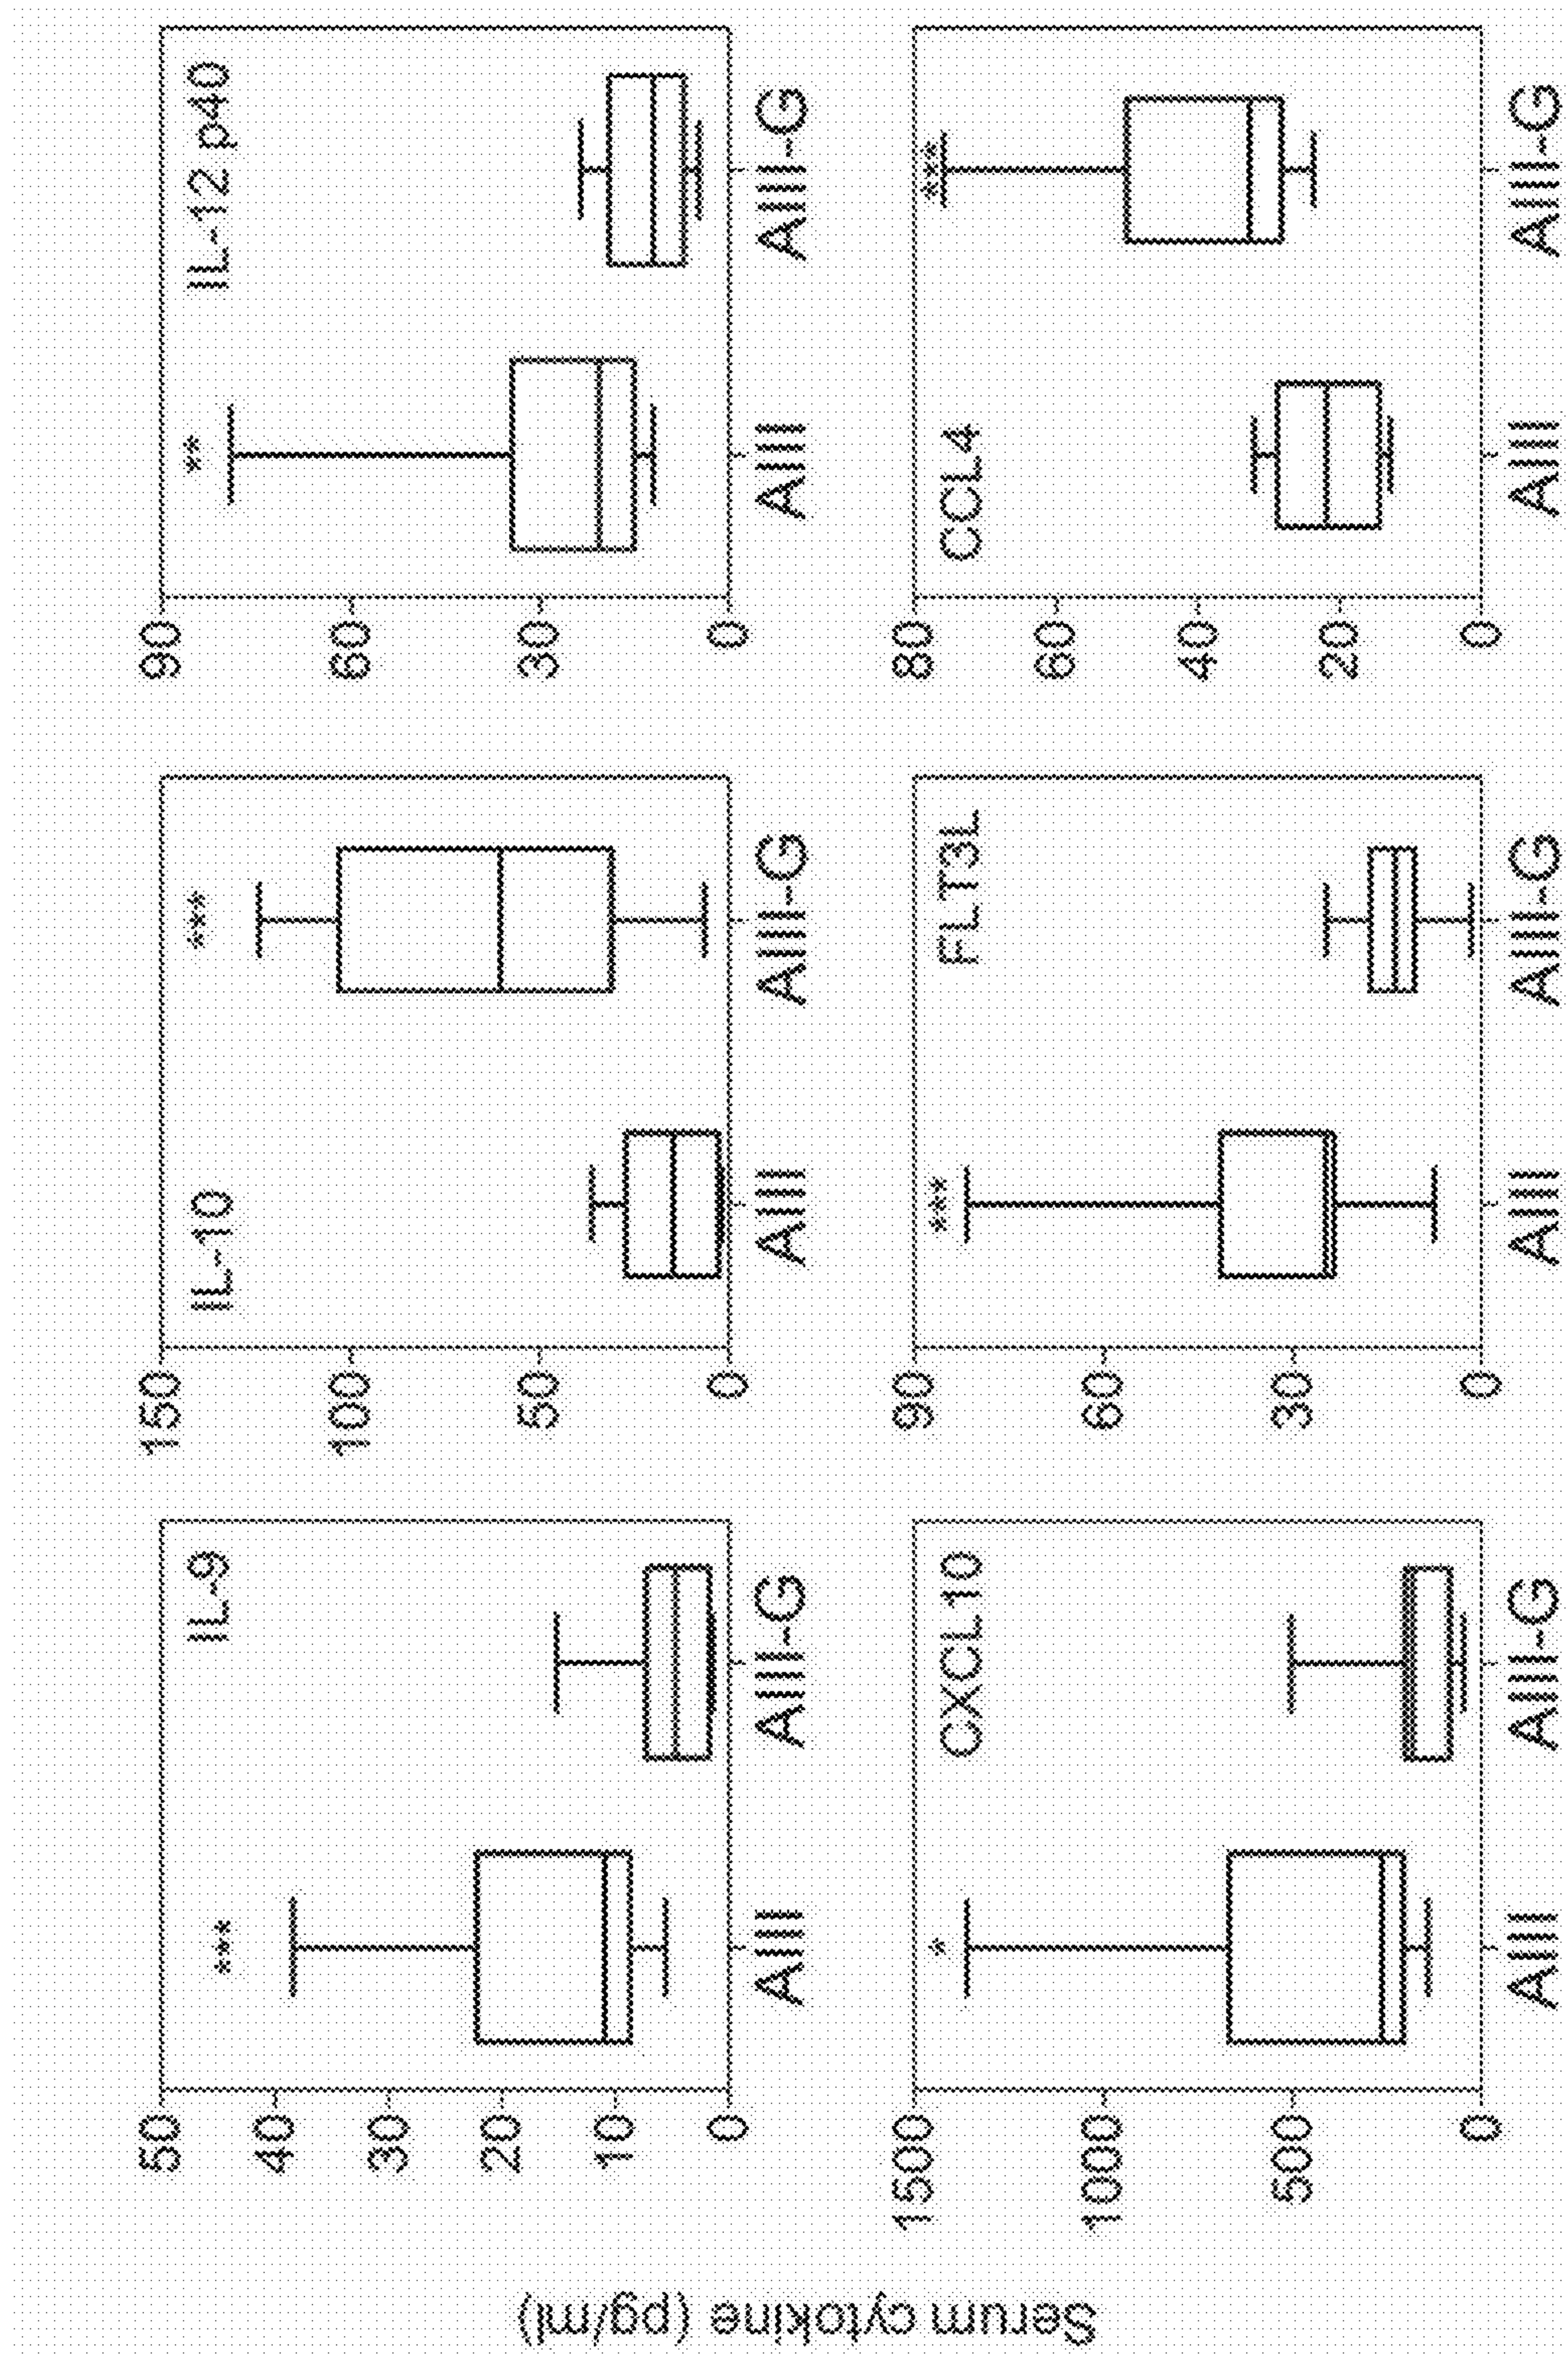 Serum cytokine (pg/ml)
IL-9
***
50
40
30
20
10
0
AIII
AIII-G
IL-10
***
150
100
50
0
AIII
AIII-G
IL-12 p40
**
90
60
30
0
AIII
AIII-G
CXCL10
*
1500
1000
500
0
AIII
AIII-G
FLT3L
***
90
60
30
0
AIII
AIII-G
CCL4
***
80
60
40
20
0
AIII
AIII-G